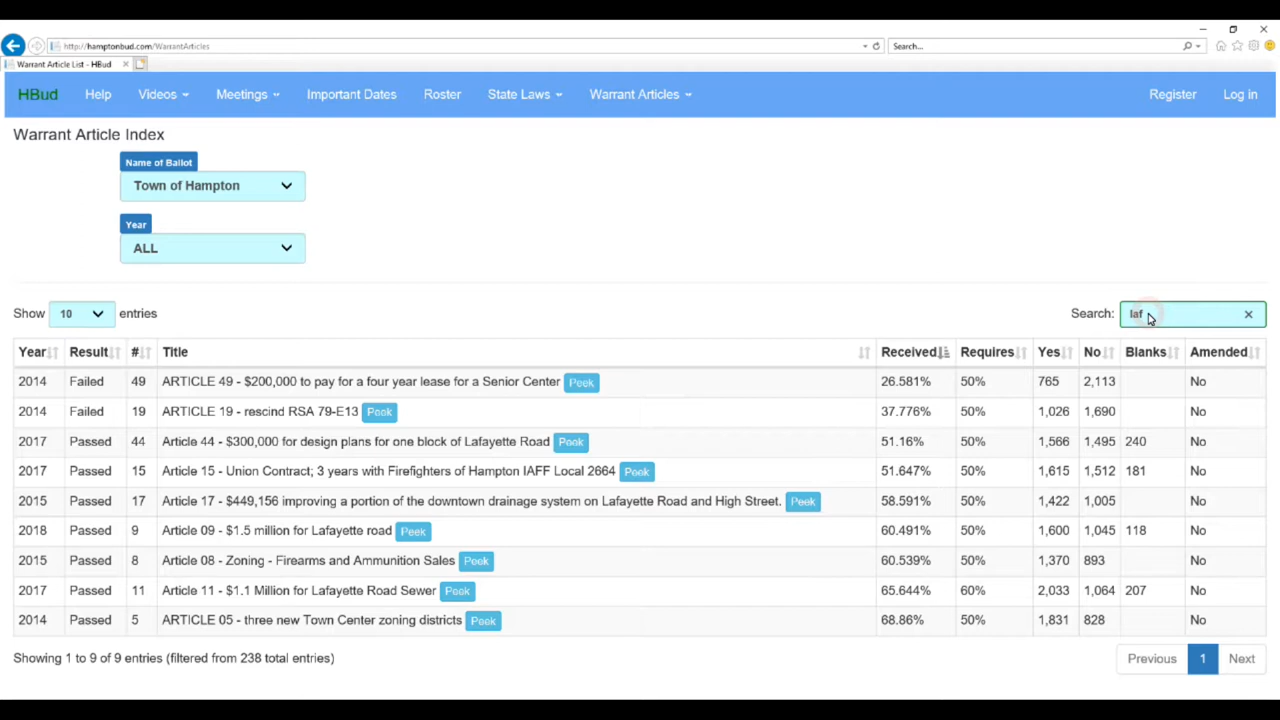 http://hamptonbud.com/WarrantArticles Search...
Warrant Article List - HBud
HBud Help Videos Meetings Important Dates Roster State Laws Warrant Articles Register Log in
Warrant Article Index
Name of Ballot
Town of Hampton
Year
ALL
Show 10 entries Search: laf
Year Result # Title Received Requires Yes No Blanks Amended
2014 Failed 49 ARTICLE 49 - $200,000 to pay for a four year lease for a Senior Center Peek 26.581% 50% 765 2,113 No
2014 Failed 19 ARTICLE 19 - rescind RSA 79-E13 Peek 37.776% 50% 1,026 1,690 No
2017 Passed 44 Article 44 - $300,000 for design plans for one block of Lafayette Road Peek 51.16% 50% 1,566 1,495 240 No
2017 Passed 15 Article 15 - Union Contract; 3 years with Firefighters of Hampton IAFF Local 2664 Peek 51.647% 50% 1,615 1,512 181 No
2015 Passed 17 Article 17 - $449,156 improving a portion of the downtown drainage system on Lafayette Road and High Street. Peek 58.591% 50% 1,422 1,005 No
2018 Passed 9 Article 09 - $1.5 million for Lafayette road Peek 60.491% 50% 1,600 1,045 118 No
2015 Passed 8 Article 08 - Zoning - Firearms and Ammunition Sales Peek 60.539% 50% 1,370 893 No
2017 Passed 11 Article 11 - $1.1 Million for Lafayette Road Sewer Peek 65.644% 60% 2,033 1,064 207 No
2014 Passed 5 ARTICLE 05 - three new Town Center zoning districts Peek 68.86% 50% 1,831 828 No
Showing 1 to 9 of 9 entries (filtered from 238 total entries) Previous 1 Next